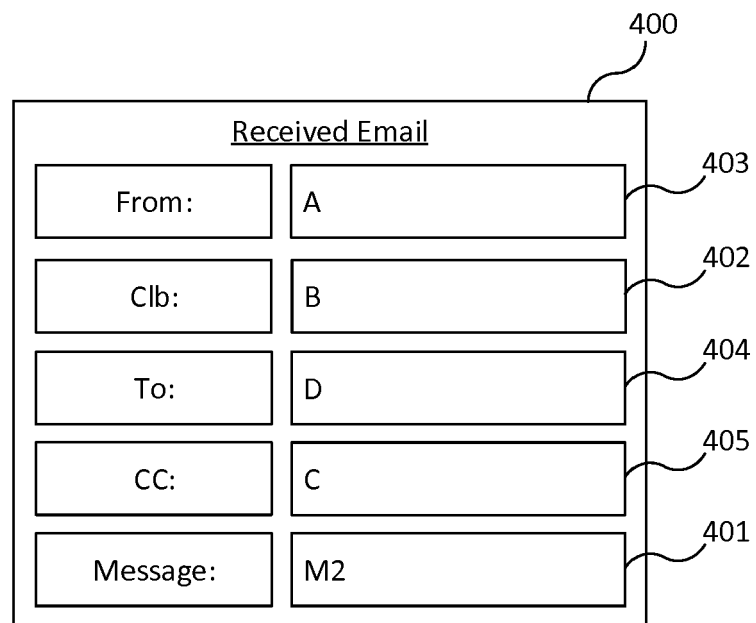 400
Received Email
From: A 403
Clb: B 402
To: D 404
CC: C 405
Message: M2 401